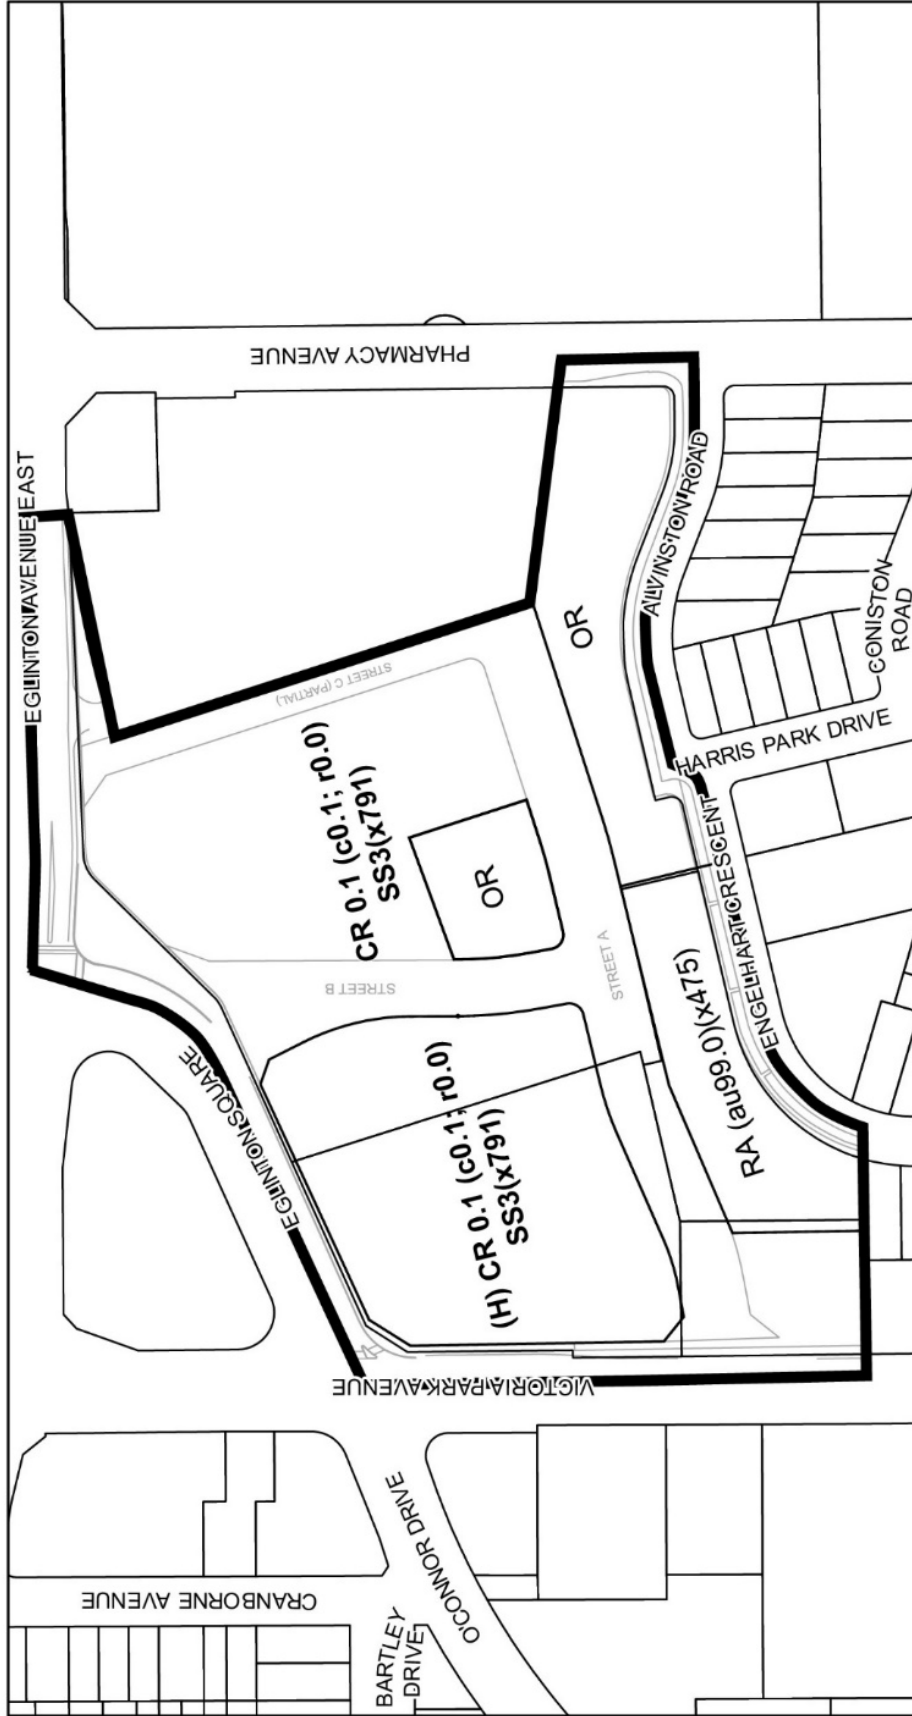 EGLINTON AVENUE EAST
PHARMACY AVENUE
EGLINTON SQUARE
STREET C (PARTIAL)
CR 0.1 (c0.1; r0.0)
SS3(x791)
OR
OR
STREET B
STREET A
ALVINSTON ROAD
CONISTON
ROAD
HARRIS PARK DRIVE
ENGELHART CRESCENT
(H) CR 0.1 (c0.1; r0.0)
SS3(x791)
RA (au99.0)(x475)
VICTORIA PARK AVENUE
O'CONNOR DRIVE
CRANBORNE AVENUE
BARTLEY
DRIVE